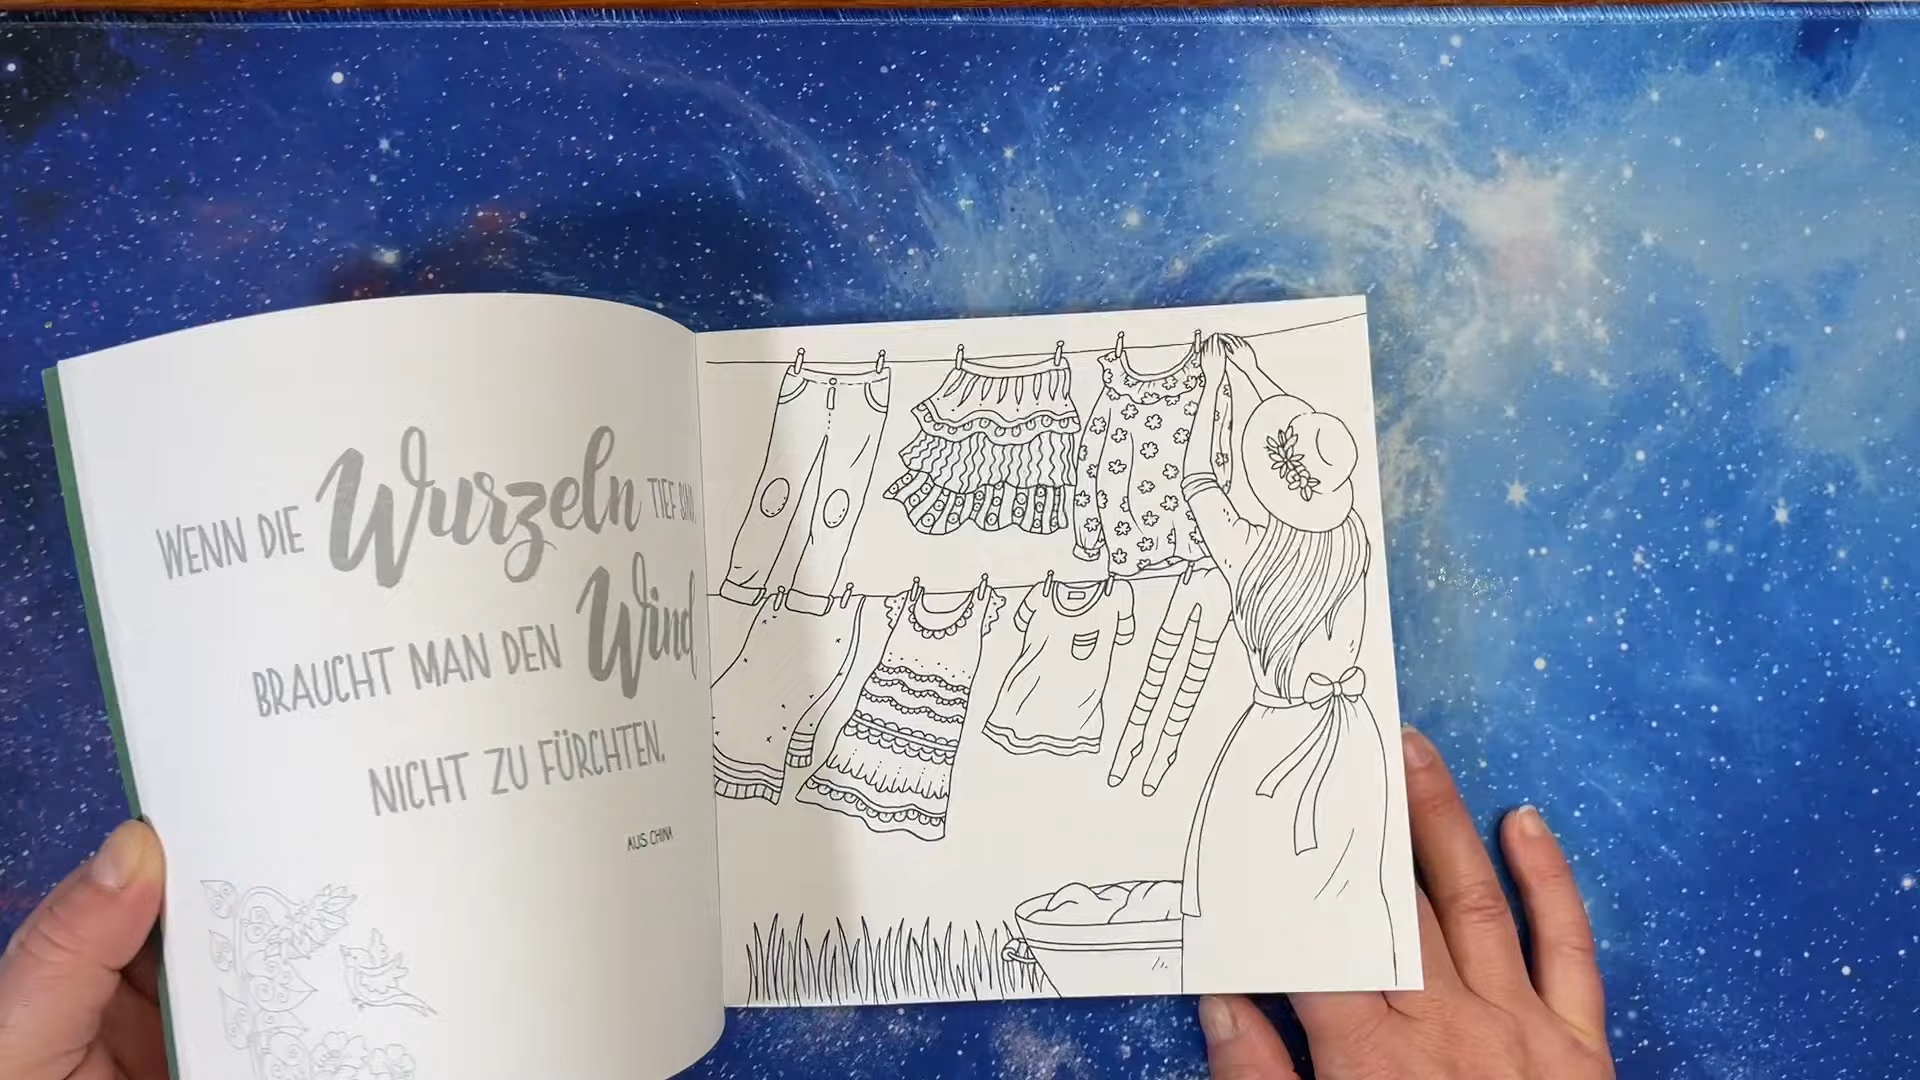 WENN DIE Wurzeln TIEF SIND
BRAUCHT MAN DEN Wind
NICHT ZU FÜRCHTEN.
AUS CHINA